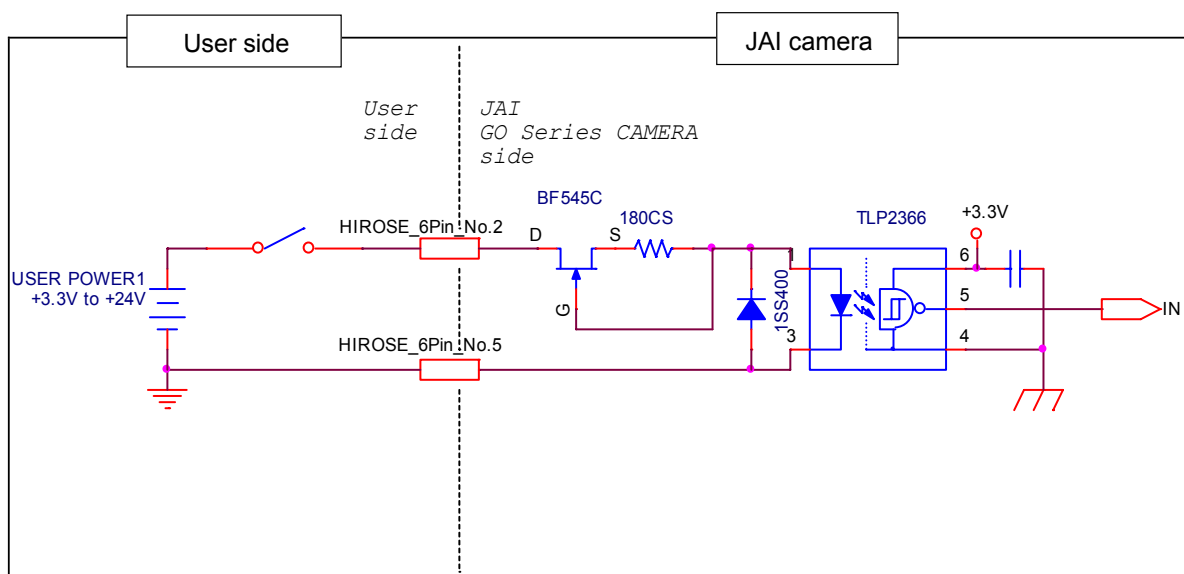 User side
JAI camera
User
side
JAI
GO Series CAMERA
side
BF545C
180CS
TLP2366
+3.3V
HIROSE_6Pin_No.2
D
S
G
1
6
USER POWER1
+3.3V to +24V
1SS400
5
IN
3
4
HIROSE_6Pin_No.5